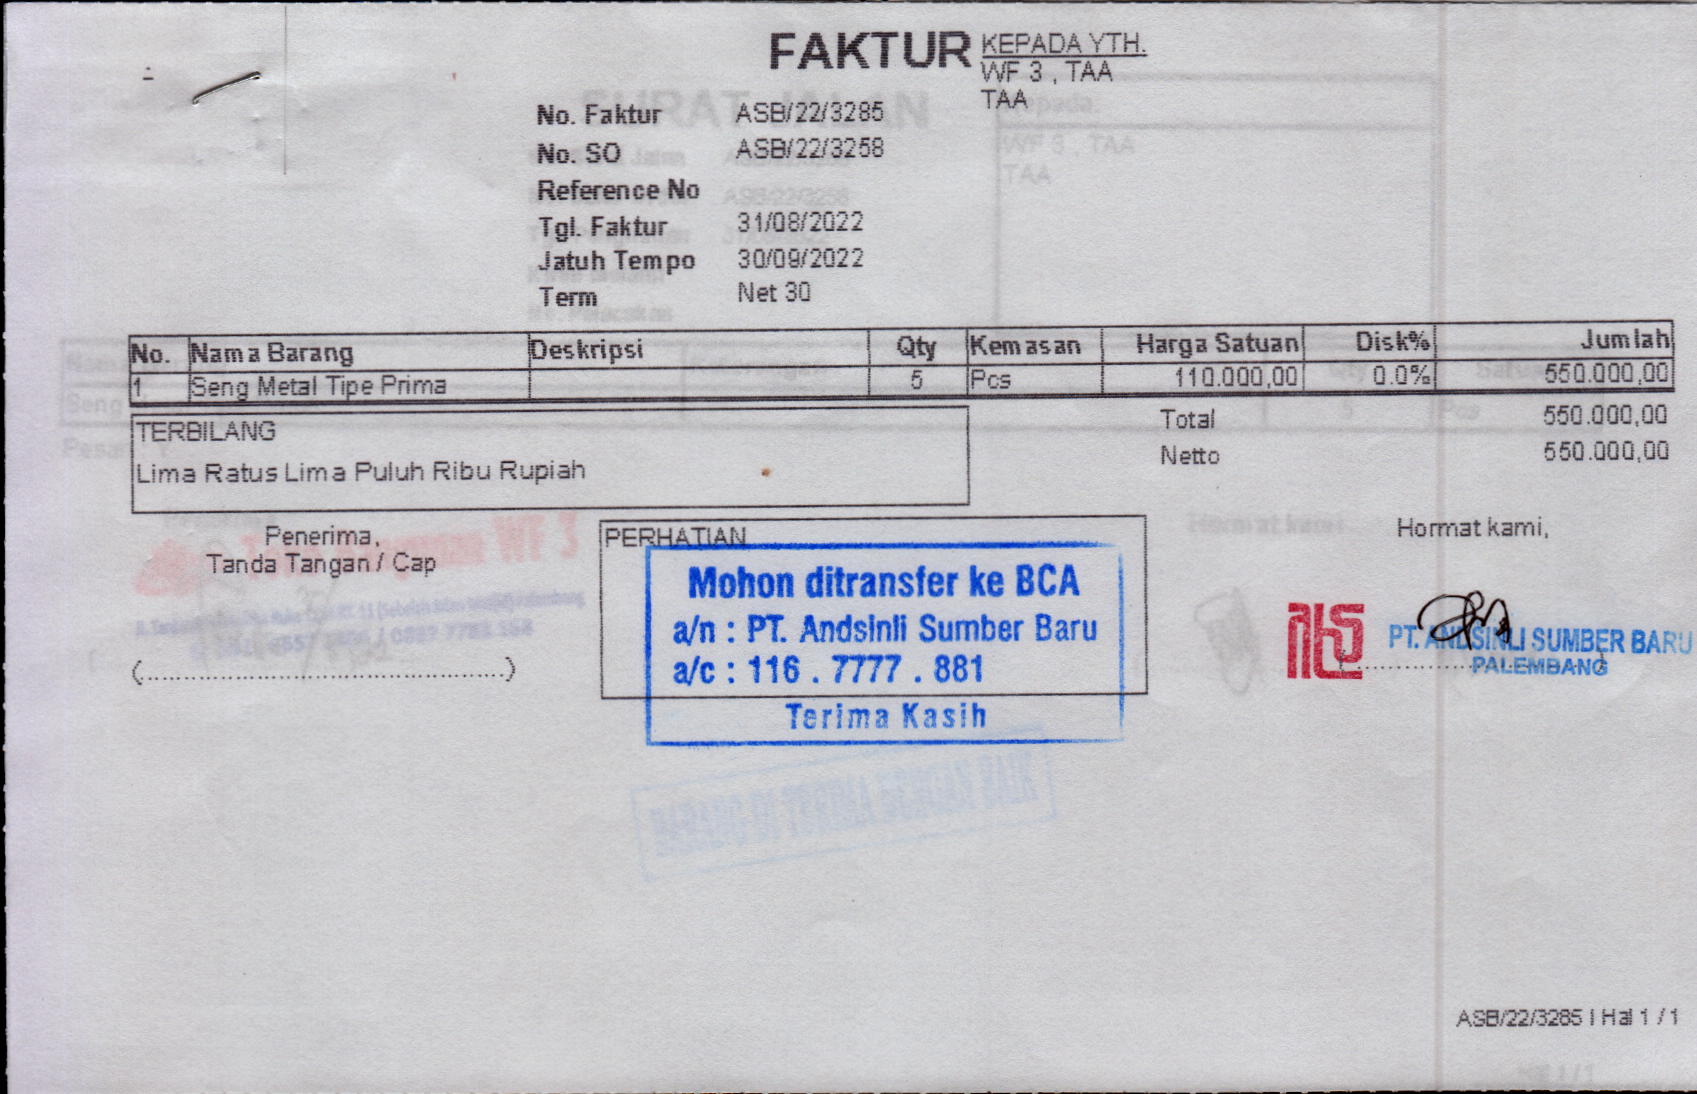 FAKTUR
KEPADA YTH.
WF 3 , TAA
TAA
No. Faktur ASB/22/3285
No. SO ASB/22/3258
Reference No
Tgl. Faktur 31/08/2022
Jatuh Tempo 30/09/2022
Term Net 30
No. Nama Barang Deskripsi Qty Kemasan Harga Satuan Disk% Jumlah
1 Seng Metal Tipe Prima 5 Pcs 110.000,00 0.0% 550.000,00
Total 550.000,00
Netto 550.000,00
TERBILANG
Lima Ratus Lima Puluh Ribu Rupiah
Penerima,
Tanda Tangan / Cap
(....................................................)
PERHATIAN
Mohon ditransfer ke BCA
a/n : PT. Andsinli Sumber Baru
a/c : 116 . 7777 . 881
Terima Kasih
Hormat kami,
PT. ANDSINLI SUMBER BARU
PALEMBANG
ASB/22/3285 | Hal 1 / 1